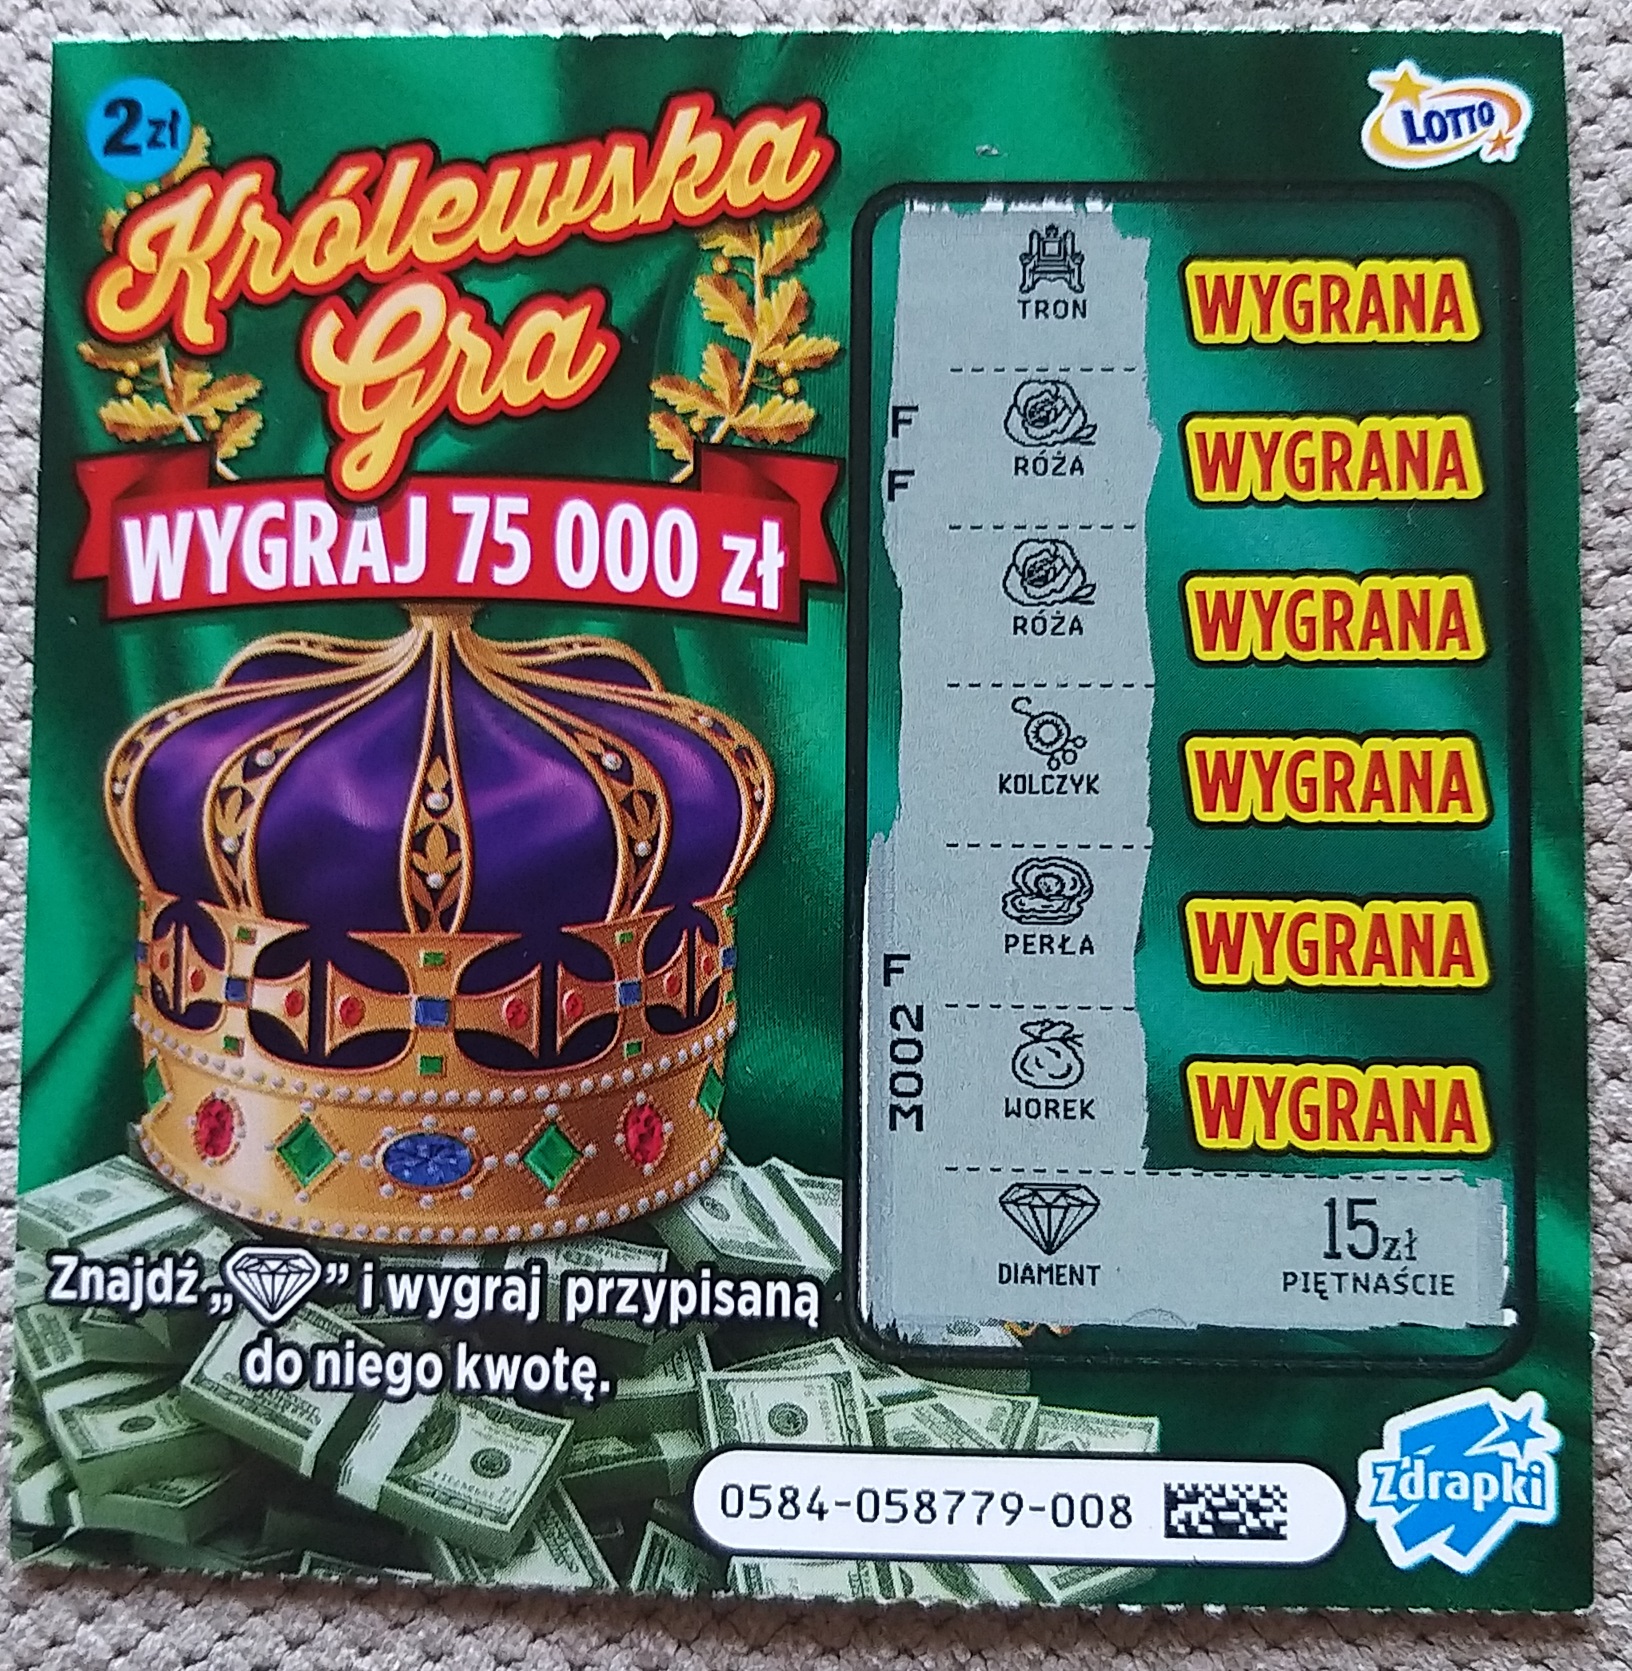 2zł
Królewska
Gra
WYGRAJ 75 000 zł
LOTTO
TRON
WYGRANA
F
RÓŻA
WYGRANA
F
RÓŻA
WYGRANA
KOLCZYK
WYGRANA
PERŁA
WYGRANA
F
200M
WOREK
WYGRANA
15zł
DIAMENT
PIĘTNAŚCIE
Znajdź „ ” i wygraj przypisaną
do niego kwotę.
0584-058779-008
Zdrapki